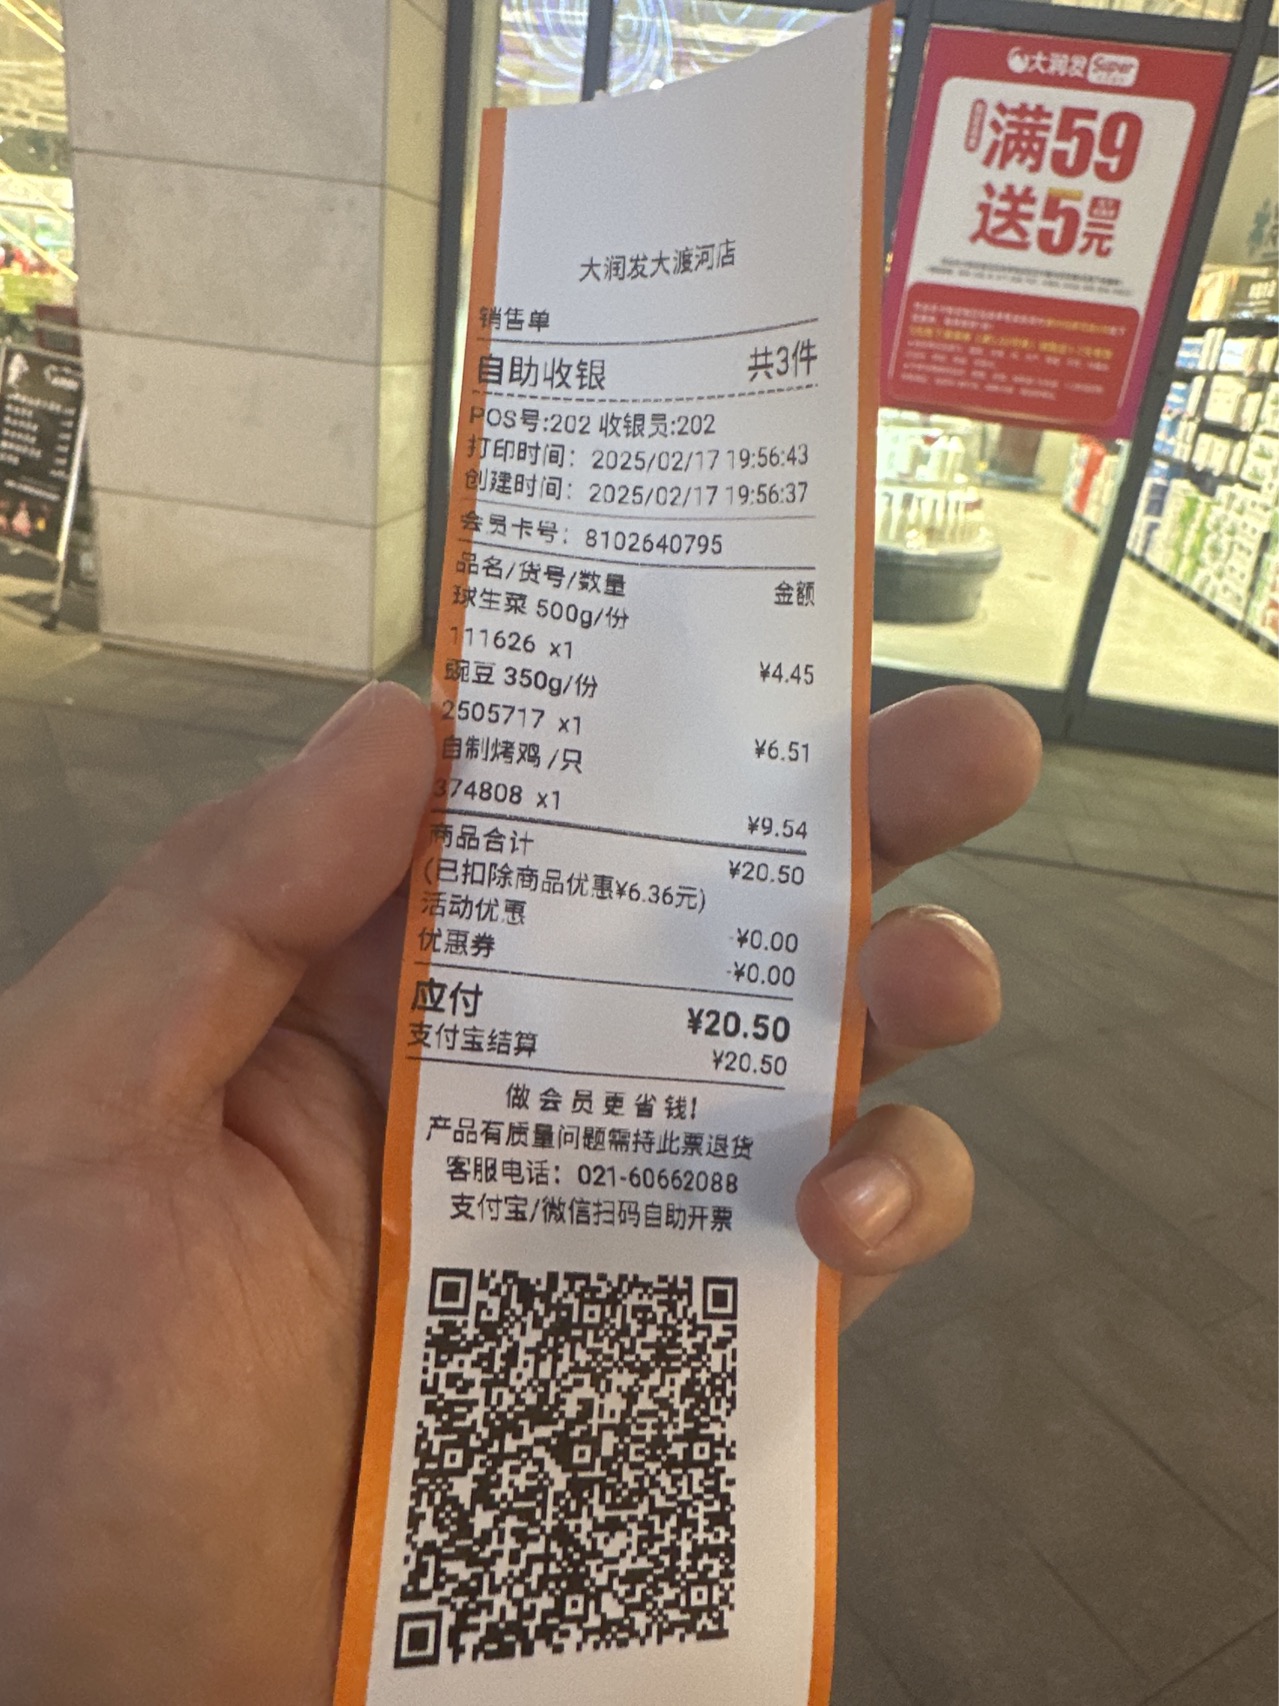 大润发 Super
满59
送5元
大润发大渡河店
销售单
自助收银 共3件
POS号:202 收银员:202
打印时间：2025/02/17 19:56:43
创建时间：2025/02/17 19:56:37
会员卡号：8102640795
品名/货号/数量 金额
球生菜 500g/份
111626 x1 ¥4.45
豌豆 350g/份
2505717 x1 ¥6.51
自制烤鸡 /只
374808 x1 ¥9.54
商品合计 ¥20.50
(已扣除商品优惠¥6.36元)
活动优惠 -¥0.00
优惠券 -¥0.00
应付 ¥20.50
支付宝结算 ¥20.50
做会员更省钱!
产品有质量问题需持此票退货
客服电话：021-60662088
支付宝/微信扫码自助开票